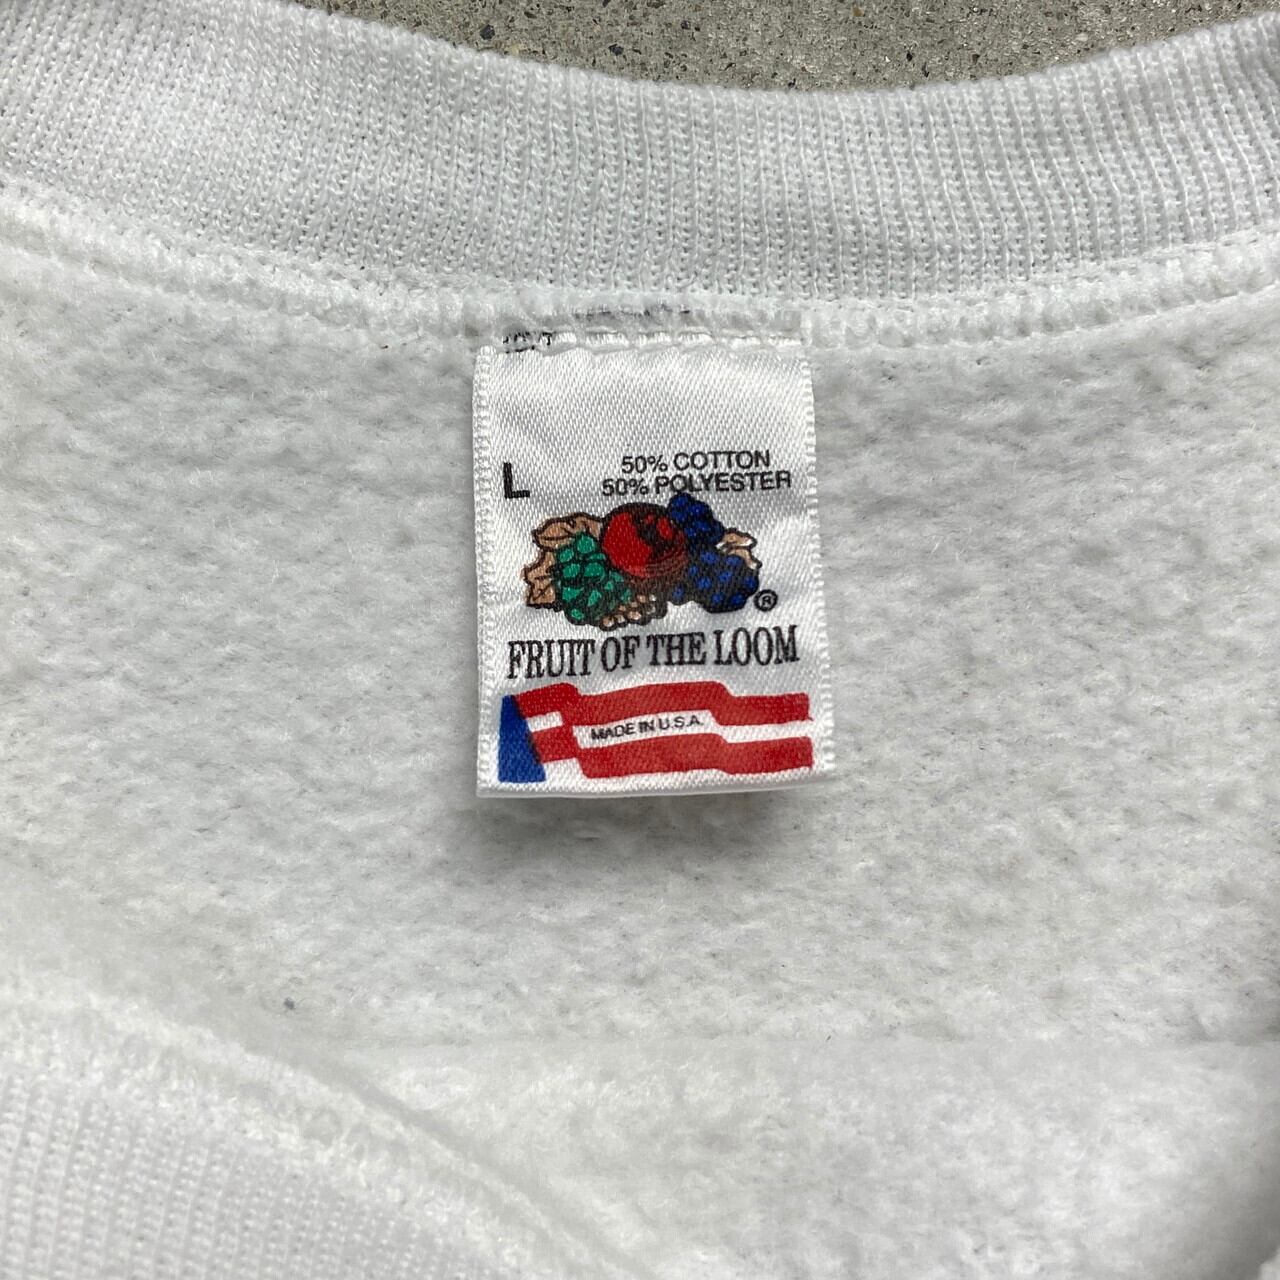 50% COTTON
L
50% POLYESTER
®
FRUIT OF THE LOOM
MADE IN U.S.A.